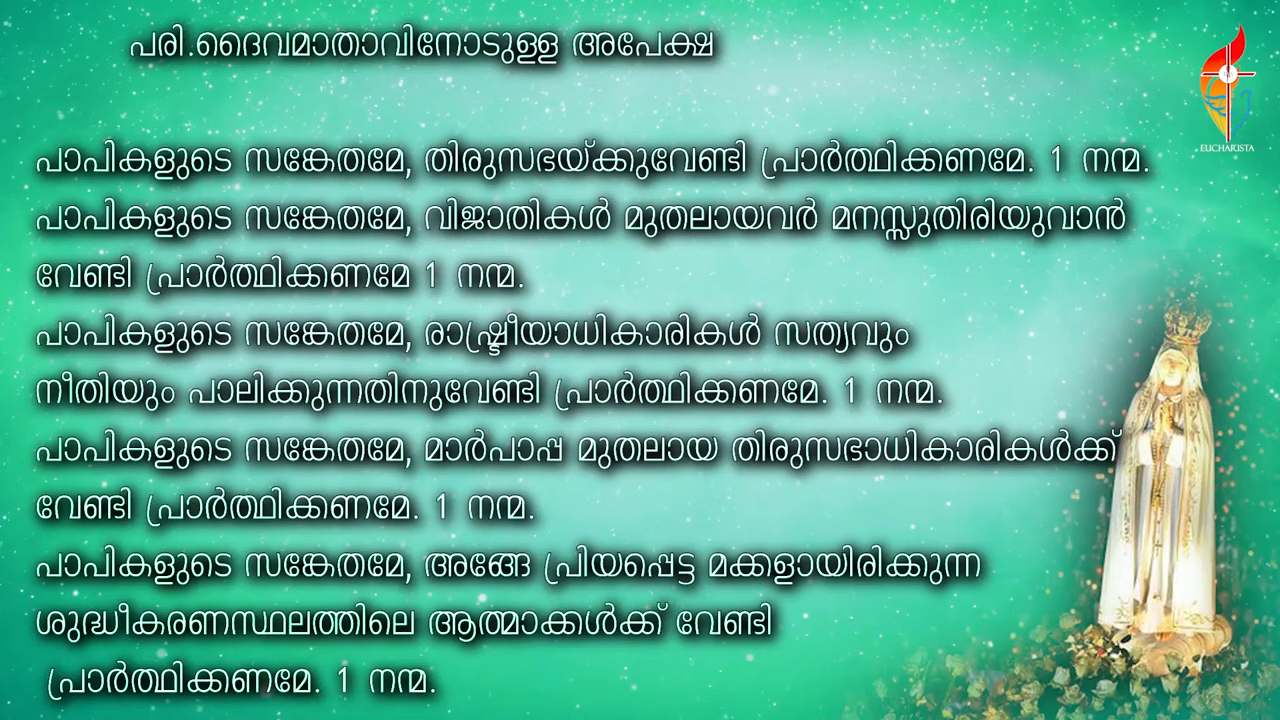 പരി.ദൈവമാതാവിനോടുള്ള അപേക്ഷ
EUCHARISTA
പാപികളുടെ സങ്കേതമേ, തിരുസഭയ്ക്കുവേണ്ടി പ്രാർത്ഥിക്കണമേ. 1 നന്മ.
പാപികളുടെ സങ്കേതമേ, വിജാതികൾ മുതലായവർ മനസ്സുതിരിയുവാൻ
വേണ്ടി പ്രാർത്ഥിക്കണമേ 1 നന്മ.
പാപികളുടെ സങ്കേതമേ, രാഷ്ട്രീയാധികാരികൾ സത്യവും
നീതിയും പാലിക്കുന്നതിനുവേണ്ടി പ്രാർത്ഥിക്കണമേ. 1 നന്മ.
പാപികളുടെ സങ്കേതമേ, മാർപാപ്പ മുതലായ തിരുസഭാധികാരികൾക്ക്
വേണ്ടി പ്രാർത്ഥിക്കണമേ. 1 നന്മ.
പാപികളുടെ സങ്കേതമേ, അങ്ങേ പ്രിയപ്പെട്ട മക്കളായിരിക്കുന്ന
ശുദ്ധീകരണസ്ഥലത്തിലെ ആത്മാക്കൾക്ക് വേണ്ടി
പ്രാർത്ഥിക്കണമേ. 1 നന്മ.